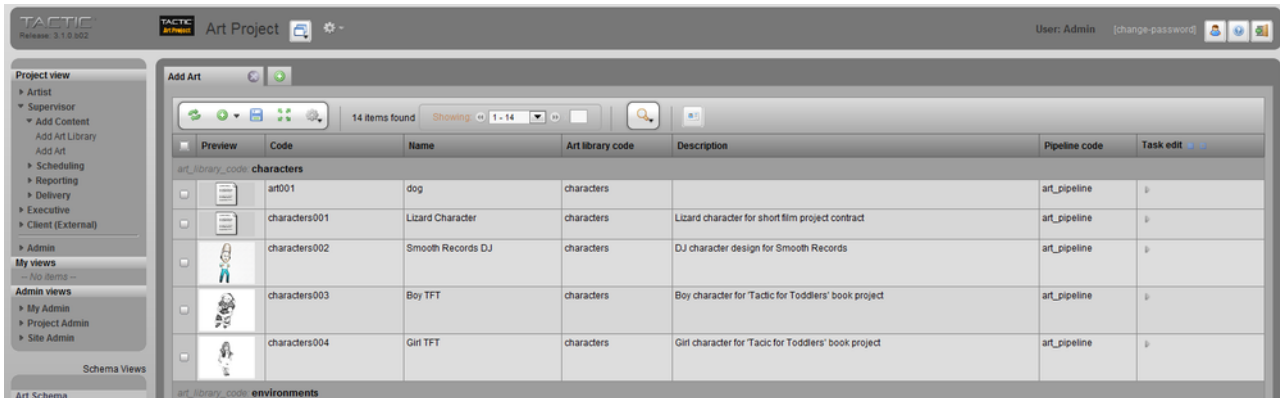 TACTIC
Release: 3.1.0.b02
TACTIC
Art Project
Art Project
User: Admin [change-password]
Project view
Artist
Supervisor
Add Content
Add Art Library
Add Art
Scheduling
Reporting
Delivery
Executive
Client (External)
Admin
My views
-- No items --
Admin views
My Admin
Project Admin
Site Admin
Schema Views
Art Schema
Add Art
14 items found Showing: 1 - 14
Preview Code Name Art library code Description Pipeline code Task edit
art_library_code: characters
art001 dog characters art_pipeline
characters001 Lizard Character characters Lizard character for short film project contract art_pipeline
characters002 Smooth Records DJ characters DJ character design for Smooth Records art_pipeline
characters003 Boy TFT characters Boy character for 'Tactic for Toddlers' book project art_pipeline
characters004 Girl TFT characters Girl character for 'Tacic for Toddlers' book project art_pipeline
art_library_code: environments